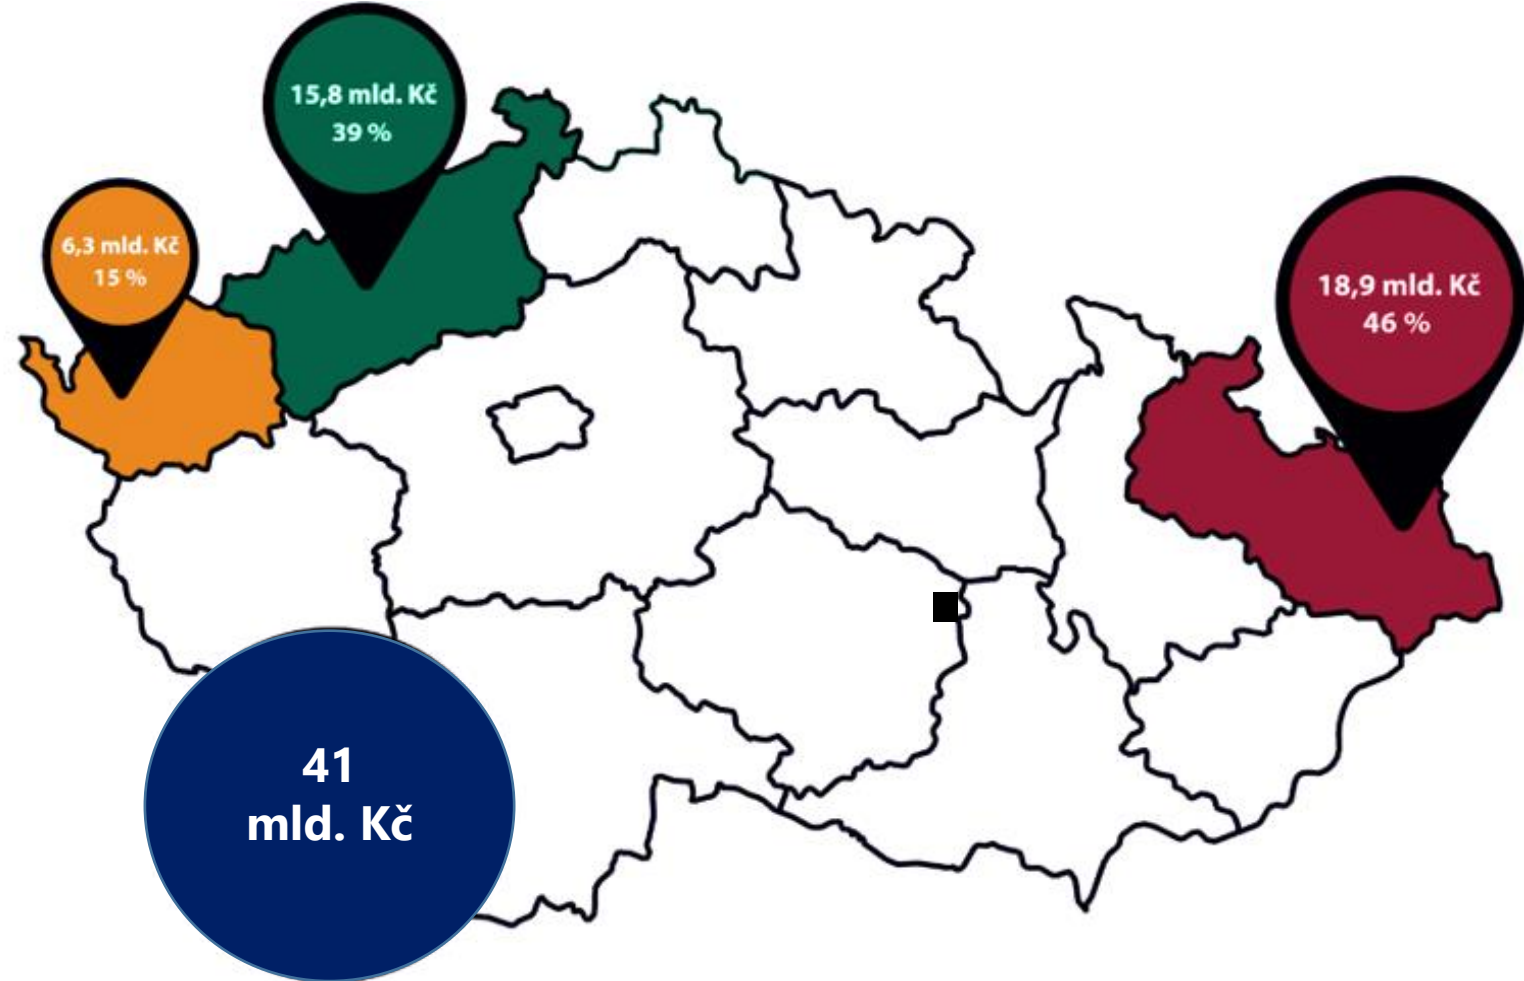 15,8 mld. Kč
39 %
6,3 mld. Kč
15 %
18,9 mld. Kč
46 %
41
mld. Kč